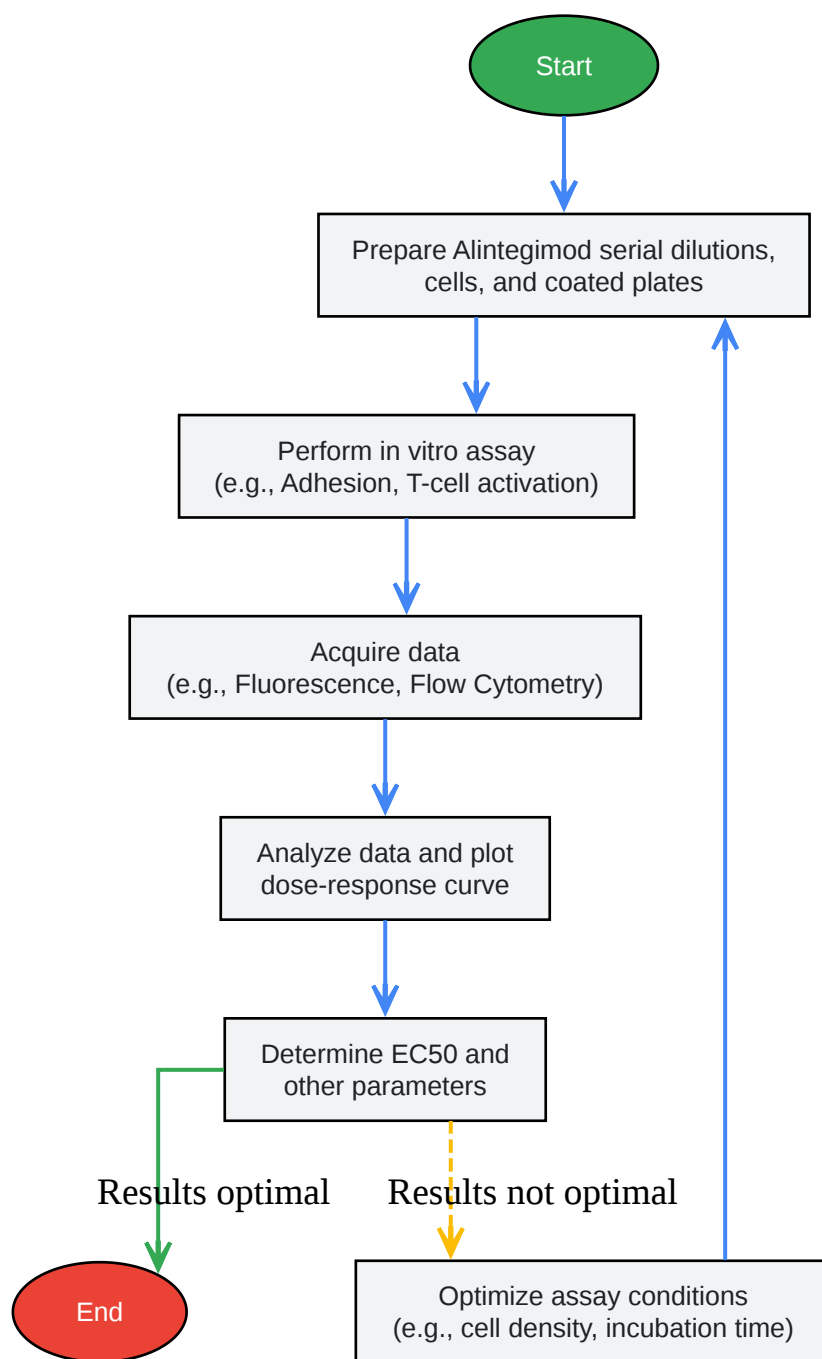 Start
Prepare Alintegimod serial dilutions,
cells, and coated plates
Perform in vitro assay
(e.g., Adhesion, T-cell activation)
Acquire data
(e.g., Fluorescence, Flow Cytometry)
Analyze data and plot
dose-response curve
Determine EC50 and
other parameters
Results optimal
Results not optimal
End
Optimize assay conditions
(e.g., cell density, incubation time)